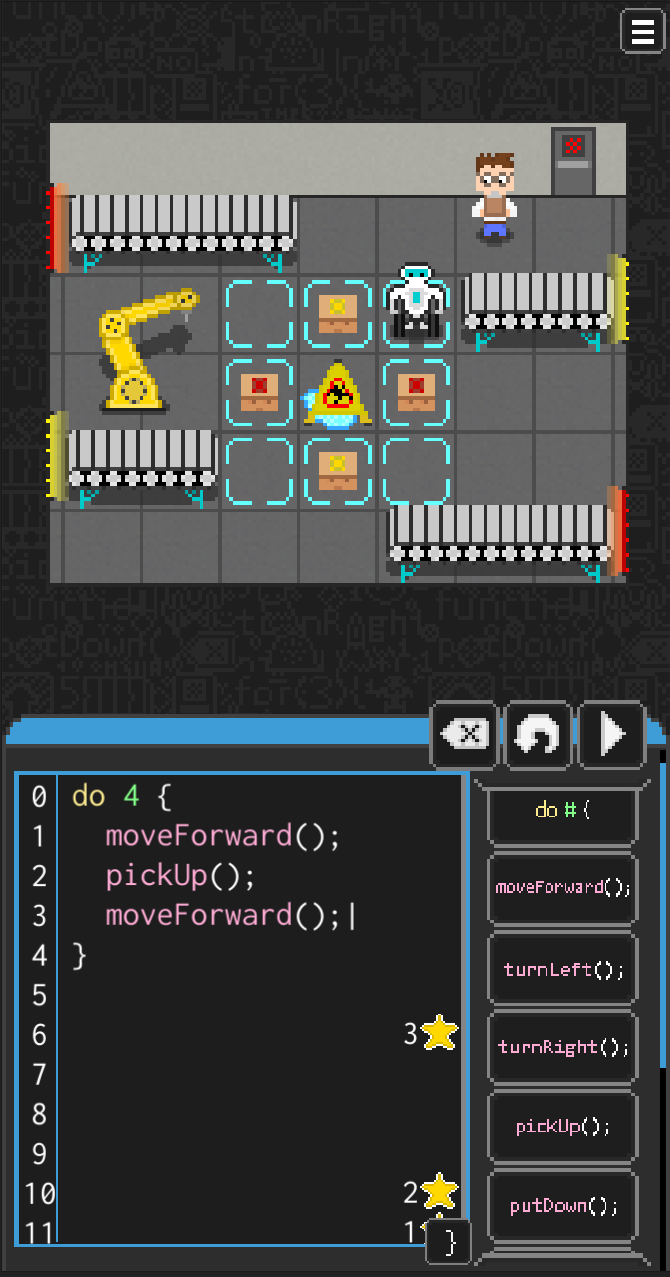 0 do 4 {
1 moveForward();
2 pickUp();
3 moveForward();
4 }
5
6 3
7
8
9
10 2
11 1
}
do # {
moveForward();
turnLeft();
turnRight();
pickUp();
putDown();